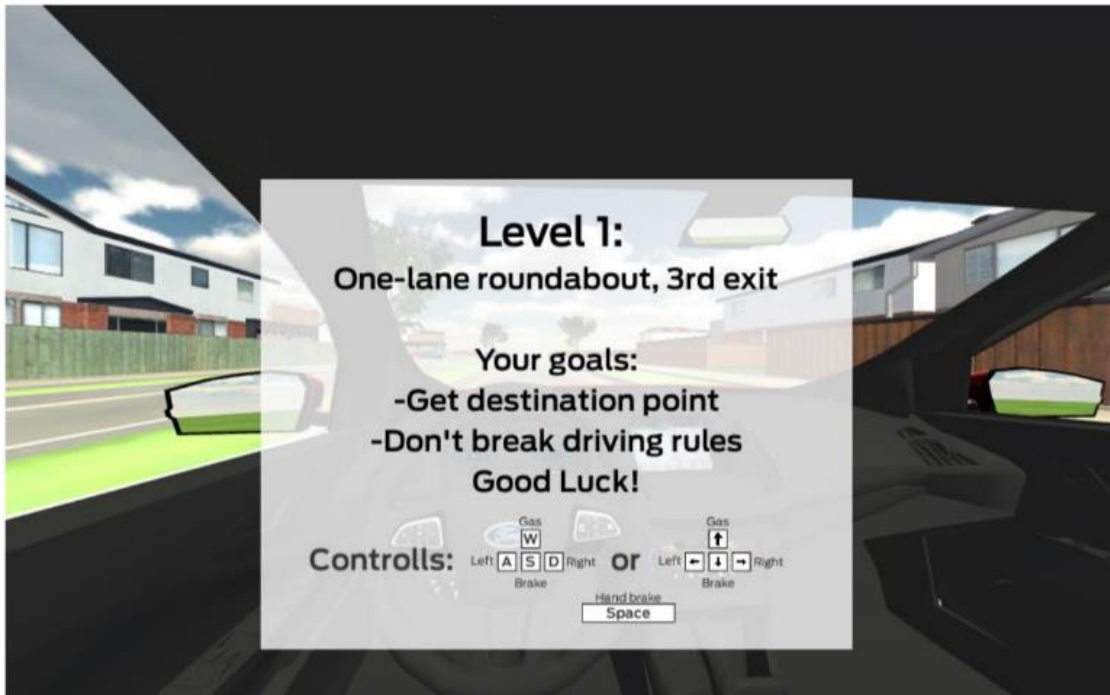 Level 1:
One-lane roundabout, 3rd exit
Your goals:
-Get destination point
-Don't break driving rules
Good Luck!
Controlls:
Gas
W
Left A S D Right
Brake
or
Gas
↑
Left ← ↓ → Right
Brake
Hand brake
Space